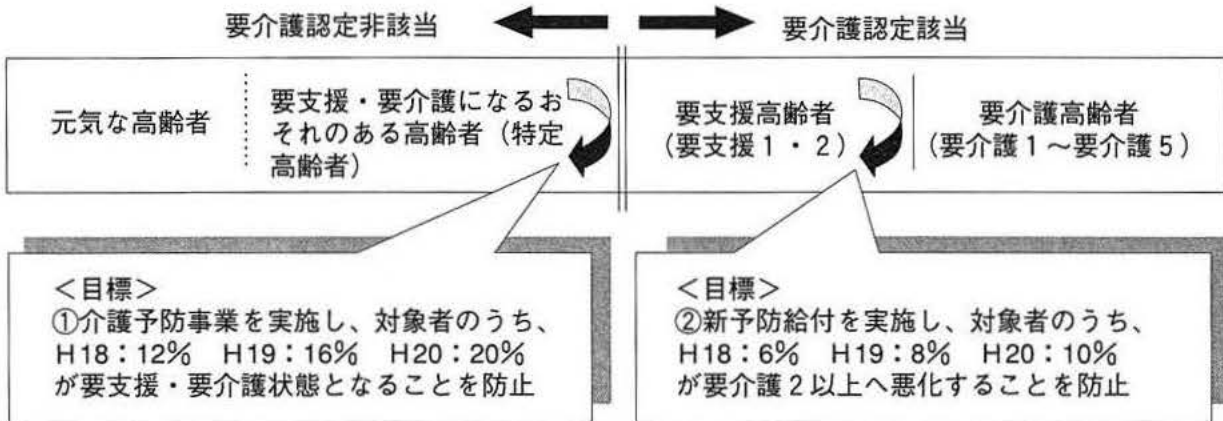 要介護認定非該当
要介護認定該当
元気な高齢者
要支援・要介護になるお
それのある高齢者（特定
高齢者）
要支援高齢者
（要支援１・２）
要介護高齢者
（要介護１～要介護５）
＜目標＞
①介護予防事業を実施し、対象者のうち、
H18：12%　H19：16%　H20：20%
が要支援・要介護状態となることを防止
＜目標＞
②新予防給付を実施し、対象者のうち、
H18：6%　H19：8%　H20：10%
が要介護２以上へ悪化することを防止